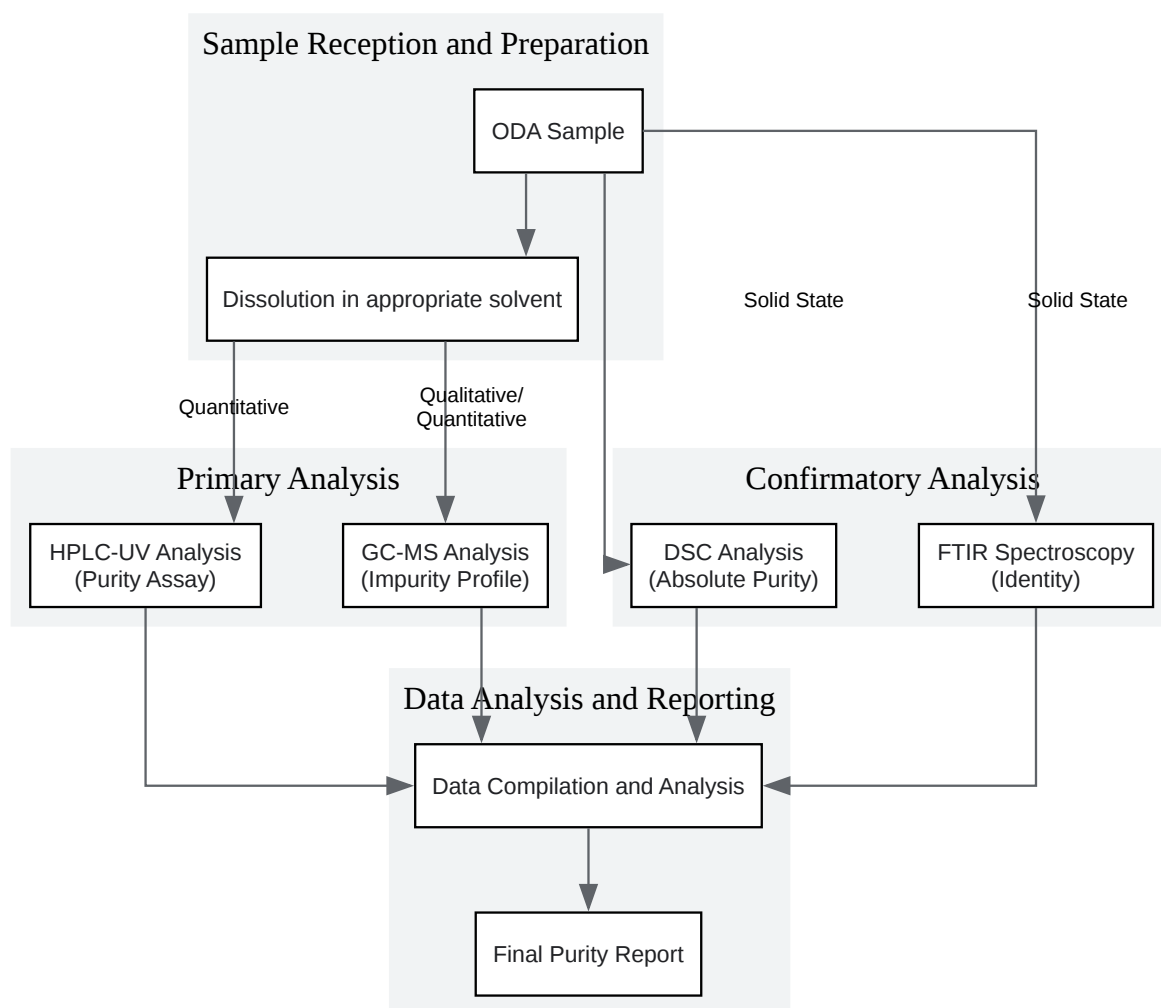 Sample Reception and Preparation
ODA Sample
Dissolution in appropriate solvent
Solid State
Solid State
Quantitative
Qualitative/
Quantitative
Primary Analysis
Confirmatory Analysis
HPLC-UV Analysis
(Purity Assay)
GC-MS Analysis
(Impurity Profile)
DSC Analysis
(Absolute Purity)
FTIR Spectroscopy
(Identity)
Data Analysis and Reporting
Data Compilation and Analysis
Final Purity Report